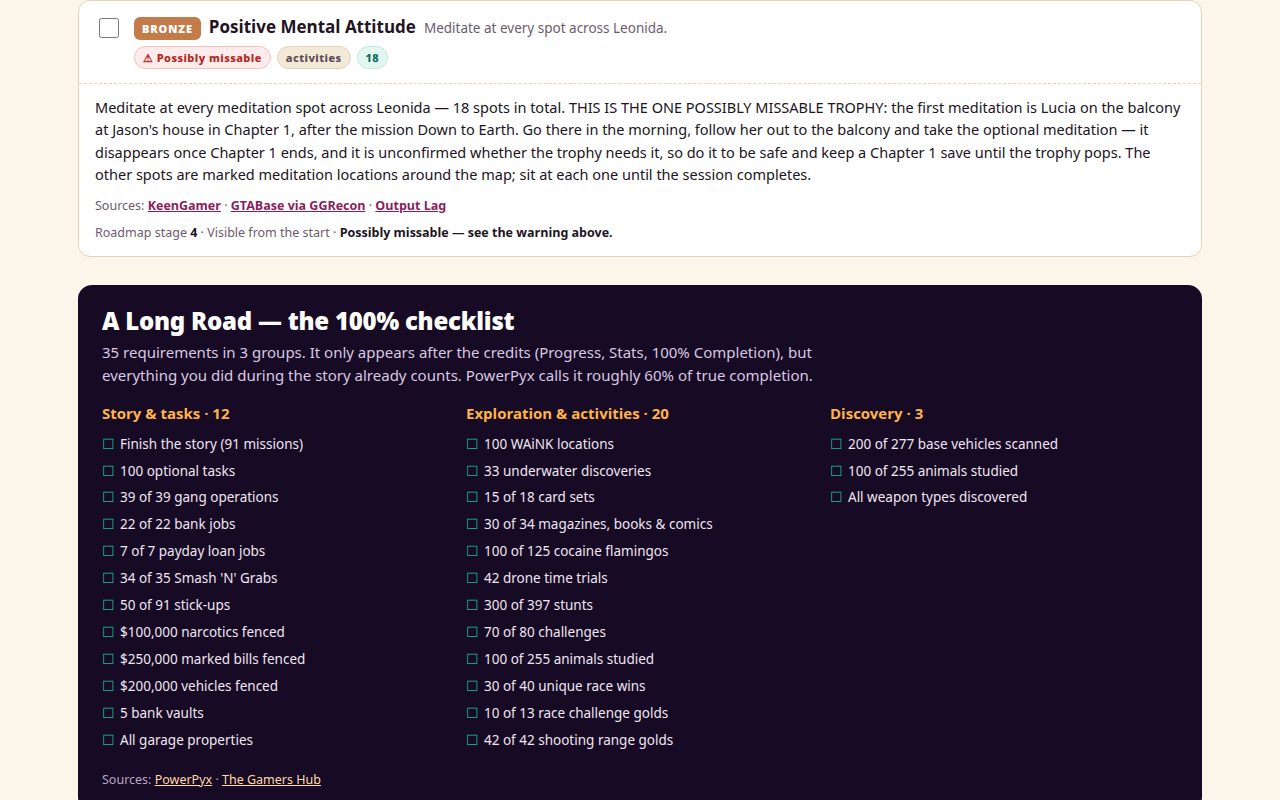 BRONZE Positive Mental Attitude Meditate at every spot across Leonida.
⚠ Possibly missable activities 18
Meditate at every meditation spot across Leonida — 18 spots in total. THIS IS THE ONE POSSIBLY MISSABLE TROPHY: the first meditation is Lucia on the balcony
at Jason's house in Chapter 1, after the mission Down to Earth. Go there in the morning, follow her out to the balcony and take the optional meditation — it
disappears once Chapter 1 ends, and it is unconfirmed whether the trophy needs it, so do it to be safe and keep a Chapter 1 save until the trophy pops. The
other spots are marked meditation locations around the map; sit at each one until the session completes.
Sources: KeenGamer · GTABase via GGRecon · Output Lag
Roadmap stage 4 · Visible from the start · Possibly missable — see the warning above.
A Long Road — the 100% checklist
35 requirements in 3 groups. It only appears after the credits (Progress, Stats, 100% Completion), but
everything you did during the story already counts. PowerPyx calls it roughly 60% of true completion.
Story & tasks · 12
☐ Finish the story (91 missions)
☐ 100 optional tasks
☐ 39 of 39 gang operations
☐ 22 of 22 bank jobs
☐ 7 of 7 payday loan jobs
☐ 34 of 35 Smash 'N' Grabs
☐ 50 of 91 stick-ups
☐ $100,000 narcotics fenced
☐ $250,000 marked bills fenced
☐ $200,000 vehicles fenced
☐ 5 bank vaults
☐ All garage properties
Exploration & activities · 20
☐ 100 WAiNK locations
☐ 33 underwater discoveries
☐ 15 of 18 card sets
☐ 30 of 34 magazines, books & comics
☐ 100 of 125 cocaine flamingos
☐ 42 drone time trials
☐ 300 of 397 stunts
☐ 70 of 80 challenges
☐ 100 of 255 animals studied
☐ 30 of 40 unique race wins
☐ 10 of 13 race challenge golds
☐ 42 of 42 shooting range golds
Discovery · 3
☐ 200 of 277 base vehicles scanned
☐ 100 of 255 animals studied
☐ All weapon types discovered
Sources: PowerPyx · The Gamers Hub